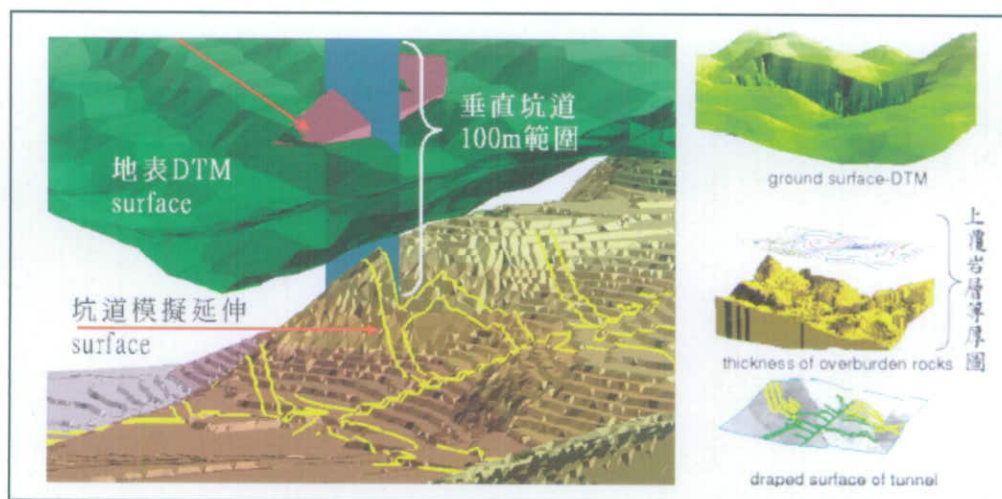 地表DTM
surface
垂直坑道
100m範圍
坑道模擬延伸
surface
ground surface-DTM
上覆岩層等厚圖
thickness of overburden rocks
draped surface of tunnel